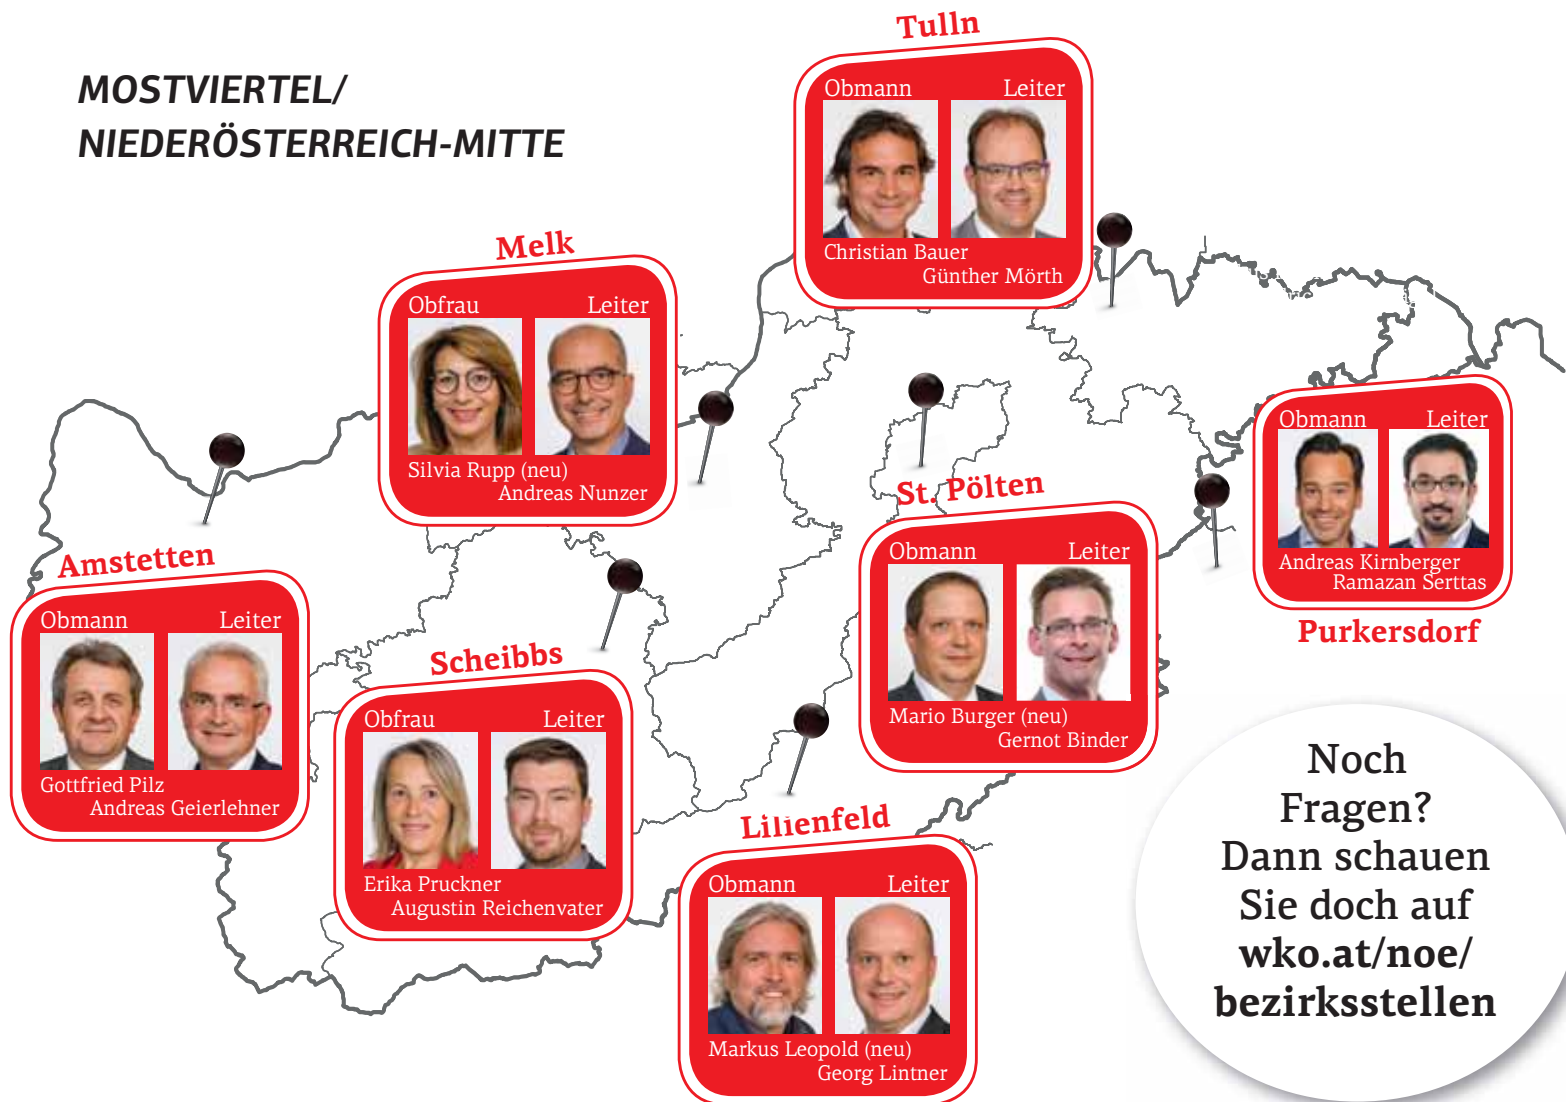 MOSTVIERTEL/
NIEDERÖSTERREICH-MITTE
Tulln
Obmann Leiter
Christian Bauer
Günther Mörth
Melk
Obfrau Leiter
Silvia Rupp (neu)
Andreas Nunzer
Obmann Leiter
Andreas Kirnberger
Ramazan Serttas
Purkersdorf
St. Pölten
Obmann Leiter
Mario Burger (neu)
Gernot Binder
Amstetten
Obmann Leiter
Gottfried Pilz
Andreas Geierlehner
Scheibbs
Obfrau Leiter
Erika Pruckner
Augustin Reichenvater
Lilienfeld
Obmann Leiter
Markus Leopold (neu)
Georg Lintner
Noch
Fragen?
Dann schauen
Sie doch auf
wko.at/noe/
bezirksstellen